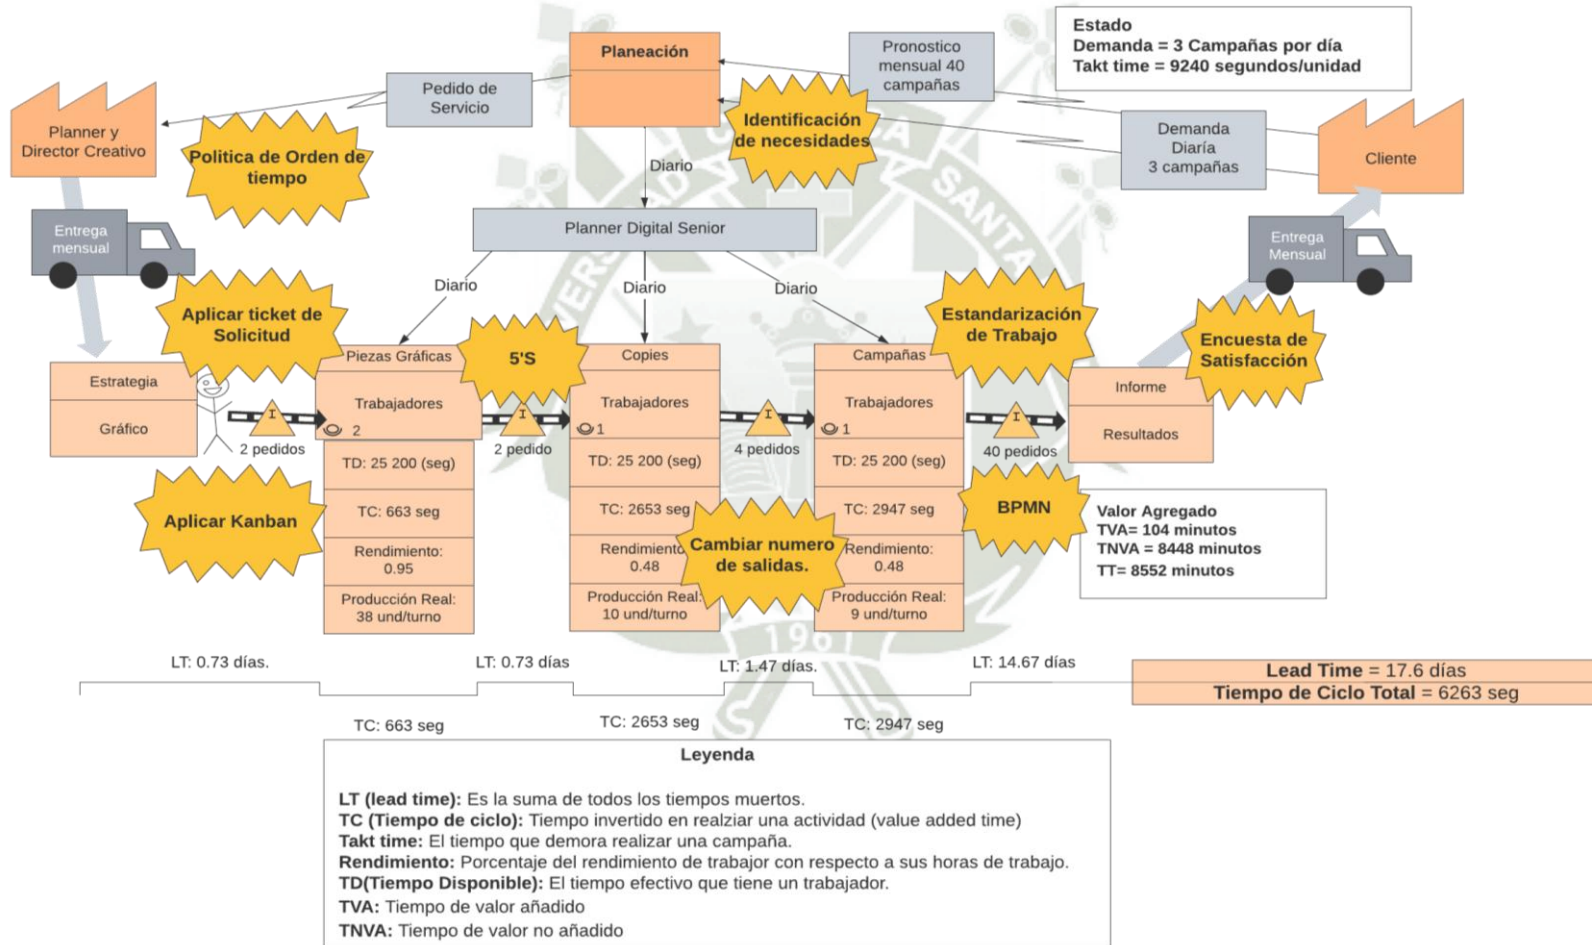 Estado
Demanda = 3 Campañas por día
Takt time = 9240 segundos/unidad
Planeación
Pronostico
mensual 40
campañas
Pedido de
Servicio
Planner y
Director Creativo
Politica de Orden de
tiempo
Identificación
de necesidades
Demanda
Diaría
3 campañas
Cliente
Diario
Entrega
mensual
Planner Digital Senior
Entrega
Mensual
Diario
Diario
Diario
Aplicar ticket de
Solicitud
5'S
Estandarización
de Trabajo
Encuesta de
Satisfacción
Estrategia
Gráfico
2 pedidos
I
Piezas Gráficas
Trabajadores
2
TD: 25 200 (seg)
TC: 663 seg
Rendimiento:
0.95
Producción Real:
38 und/turno
I
2 pedido
Copies
Trabajadores
1
TD: 25 200 (seg)
TC: 2653 seg
Rendimiento
0.48
Producción Real:
10 und/turno
I
4 pedidos
Campañas
Trabajadores
1
TD: 25 200 (seg)
TC: 2947 seg
Rendimiento:
0.48
Producción Real:
9 und/turno
I
40 pedidos
Informe
Resultados
Aplicar Kanban
Cambiar numero
de salidas.
BPMN
Valor Agregado
TVA= 104 minutos
TNVA = 8448 minutos
TT= 8552 minutos
SANTA
1961
LT: 0.73 días.
LT: 0.73 días
LT: 1.47 días.
LT: 14.67 días
Lead Time = 17.6 días
Tiempo de Ciclo Total = 6263 seg
TC: 663 seg
TC: 2653 seg
TC: 2947 seg
Leyenda
LT (lead time): Es la suma de todos los tiempos muertos.
TC (Tiempo de ciclo): Tiempo invertido en realziar una actividad (value added time)
Takt time: El tiempo que demora realizar una campaña.
Rendimiento: Porcentaje del rendimiento de trabajor con respecto a sus horas de trabajo.
TD(Tiempo Disponible): El tiempo efectivo que tiene un trabajador.
TVA: Tiempo de valor añadido
TNVA: Tiempo de valor no añadido